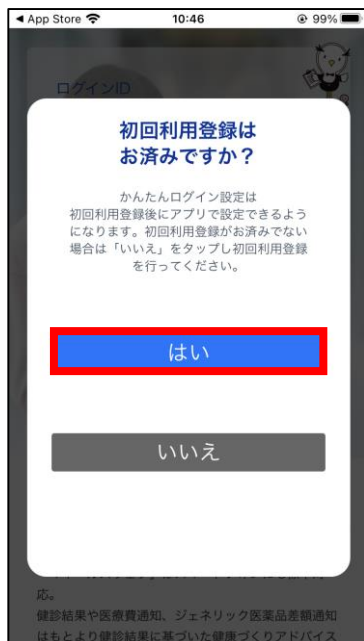 App Store 10:46 99%
ログインID
初回利用登録は
お済みですか？
かんたんログイン設定は
初回利用登録後にアプリで設定できるよう
になります。初回利用登録がお済みでない
場合は「いいえ」をタップし初回利用登録
を行ってください。
はい
いいえ
応。
健診結果や医療費通知、ジェネリック医薬品差額通知
はもとより健診結果に基づいた健康づくりアドバイス